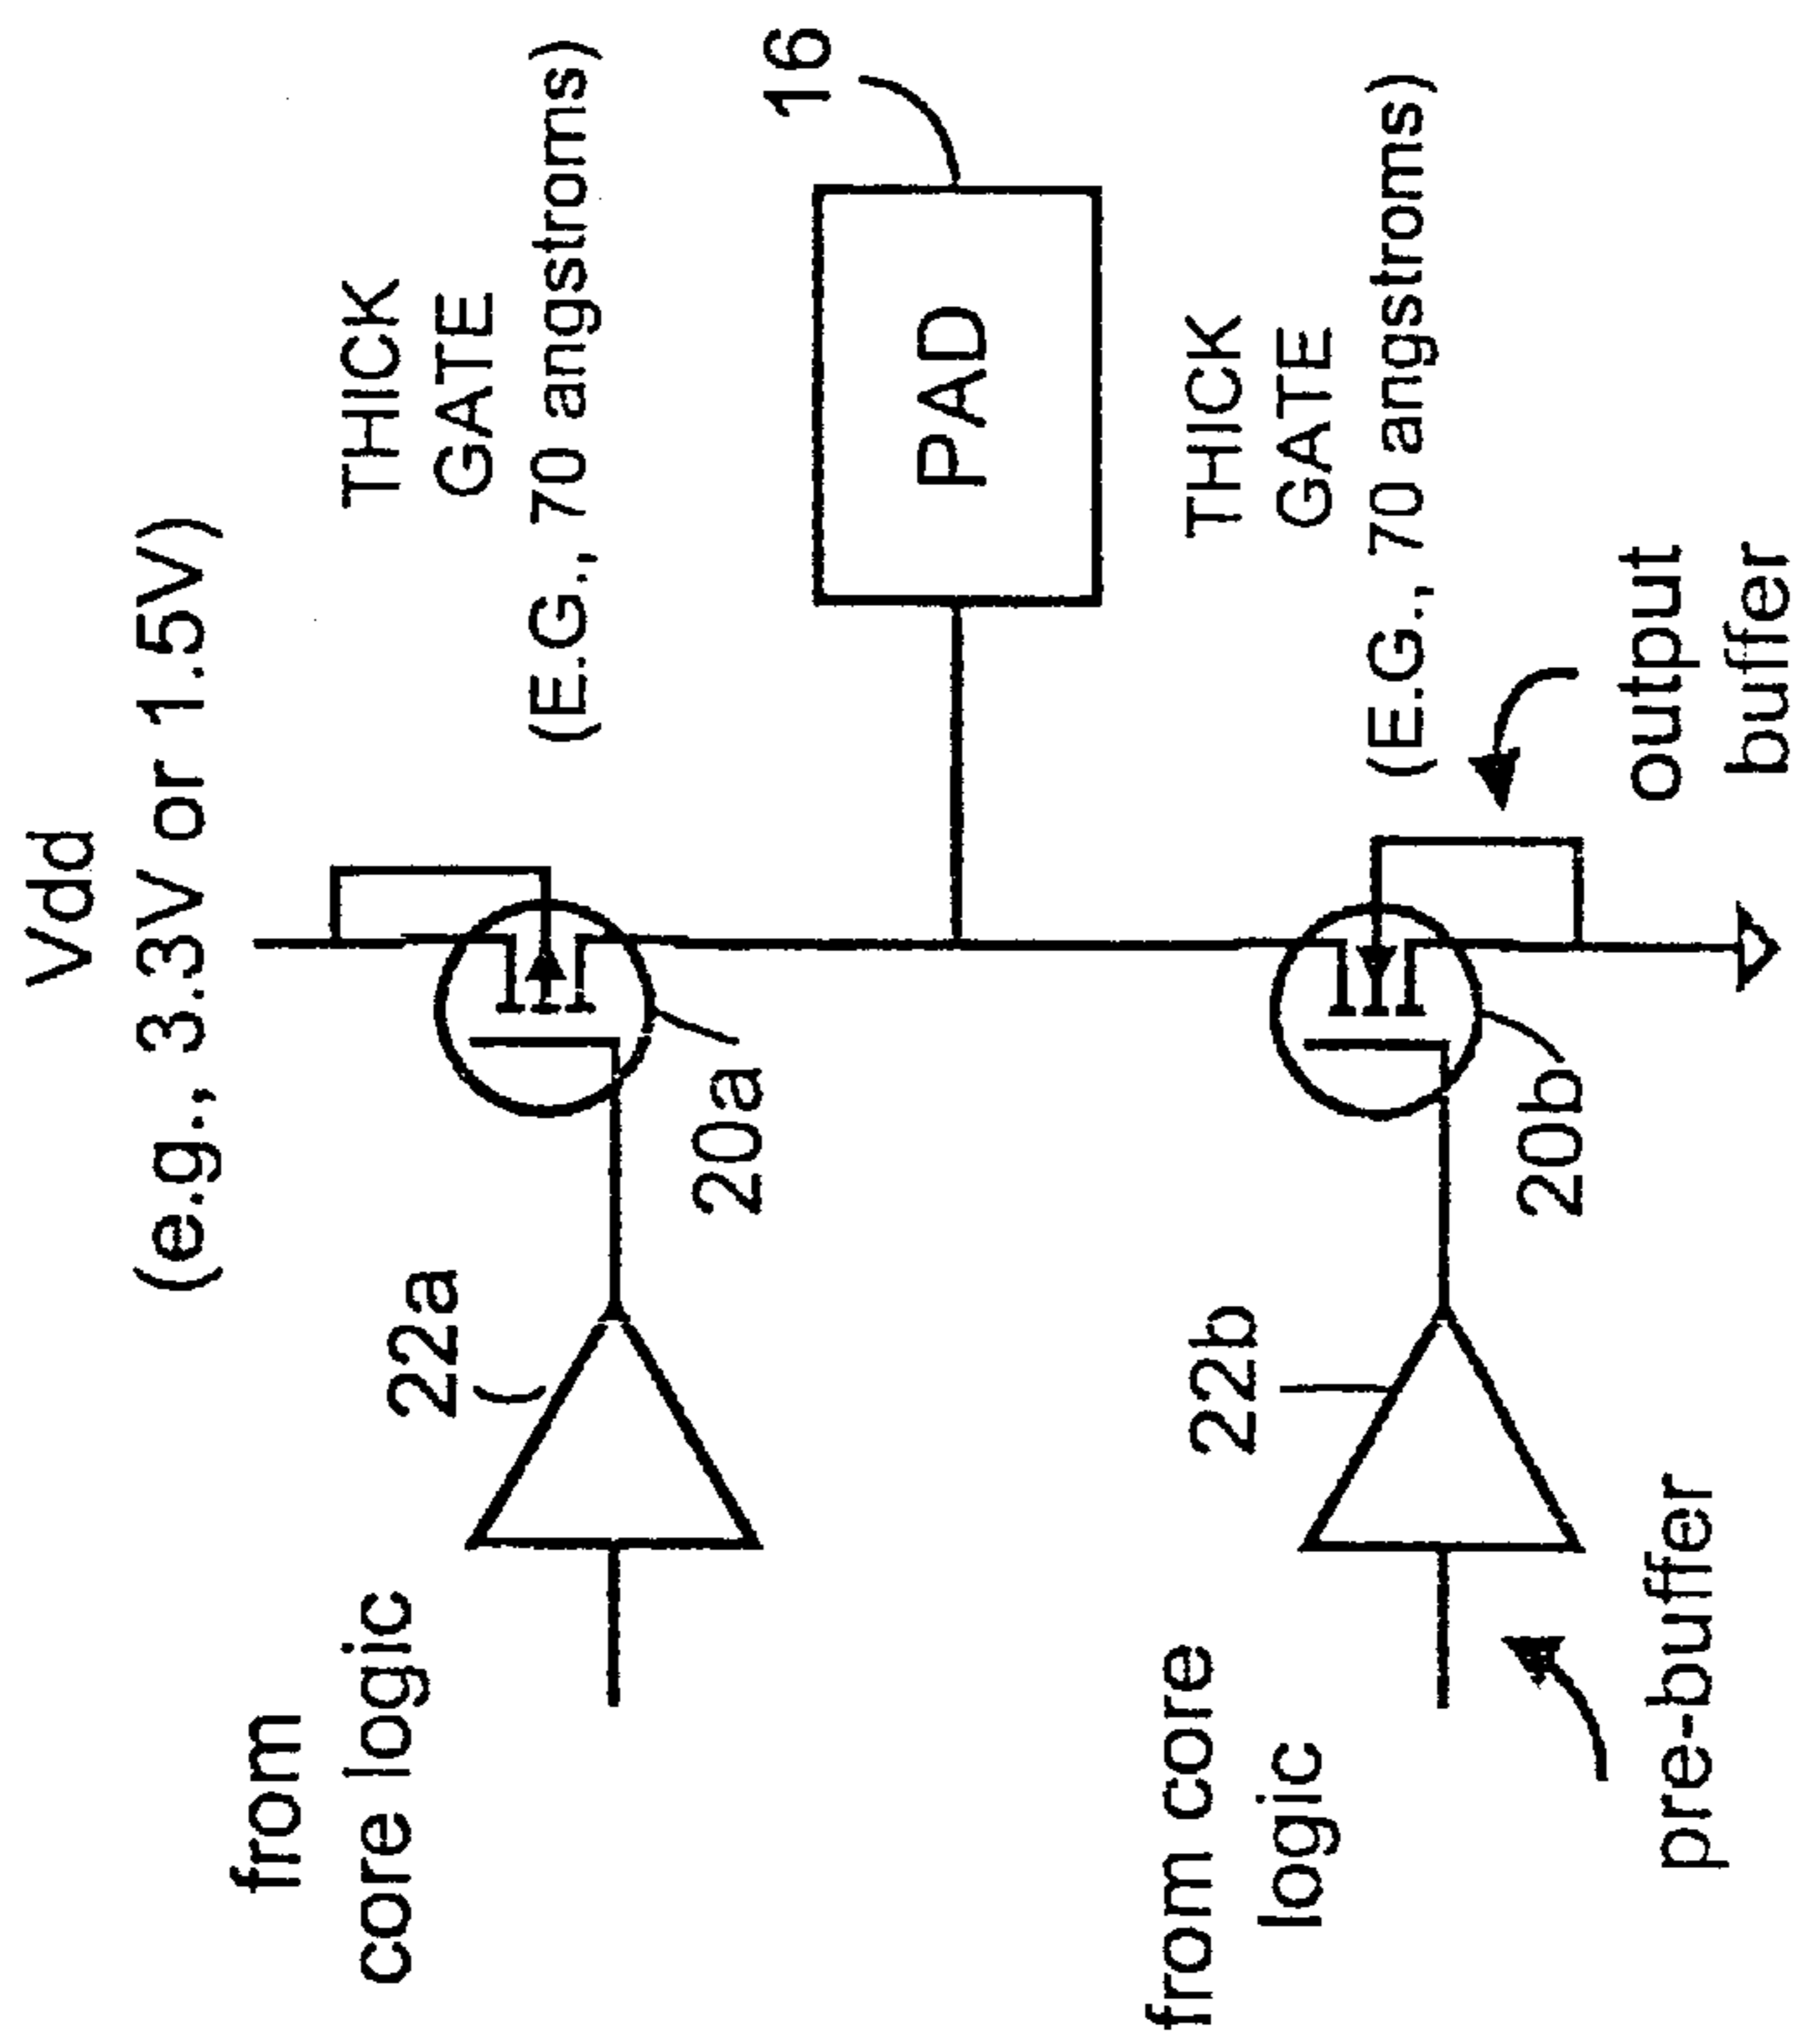 Vdd
(e.g., 3.3V or 1.5V)
from
core logic
22a
20a
THICK
GATE
(E.G., 70 angstroms)
16
PAD
from core
logic
22b
20b
THICK
GATE
(E.G., 70 angstroms)
pre-buffer
output
buffer